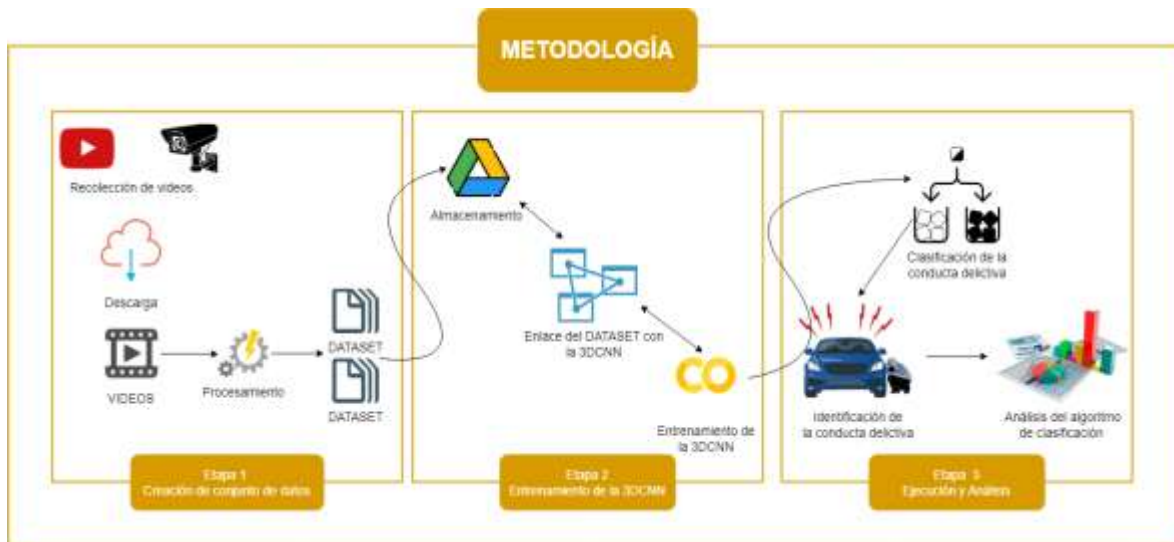 METODOLOGÍA
Recolección de videos
Descarga
VIDEOS
Procesamiento
DATASET
DATASET
Etapa 1
Creación de conjunto de datos
Almacenamiento
Enlace del DATASET con
la 3DCNN
CO
Entrenamiento de
la 3DCNN
Etapa 2
Entrenamiento de la 3DCNN
Clasificación de la
conducta delictiva
Identificación de
la conducta delictiva
Análisis del algoritmo
de clasificación
Etapa 3
Ejecución y Análisis